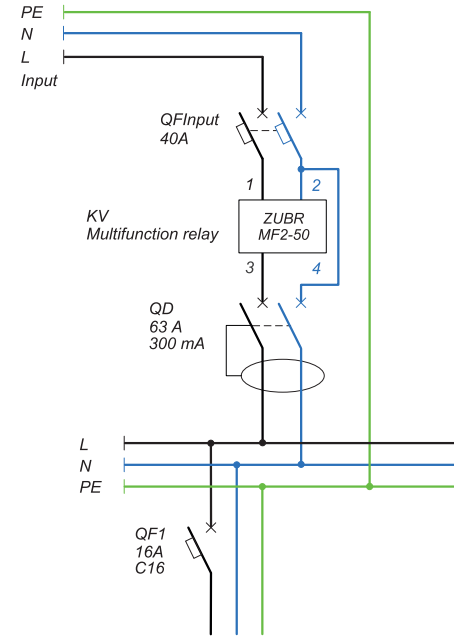 PE
N
L
Input
QFInput
40A
1
2
KV
Multifunction relay
ZUBR
MF2-50
3
4
QD
63 A
300 mA
L
N
PE
QF1
16A
C16